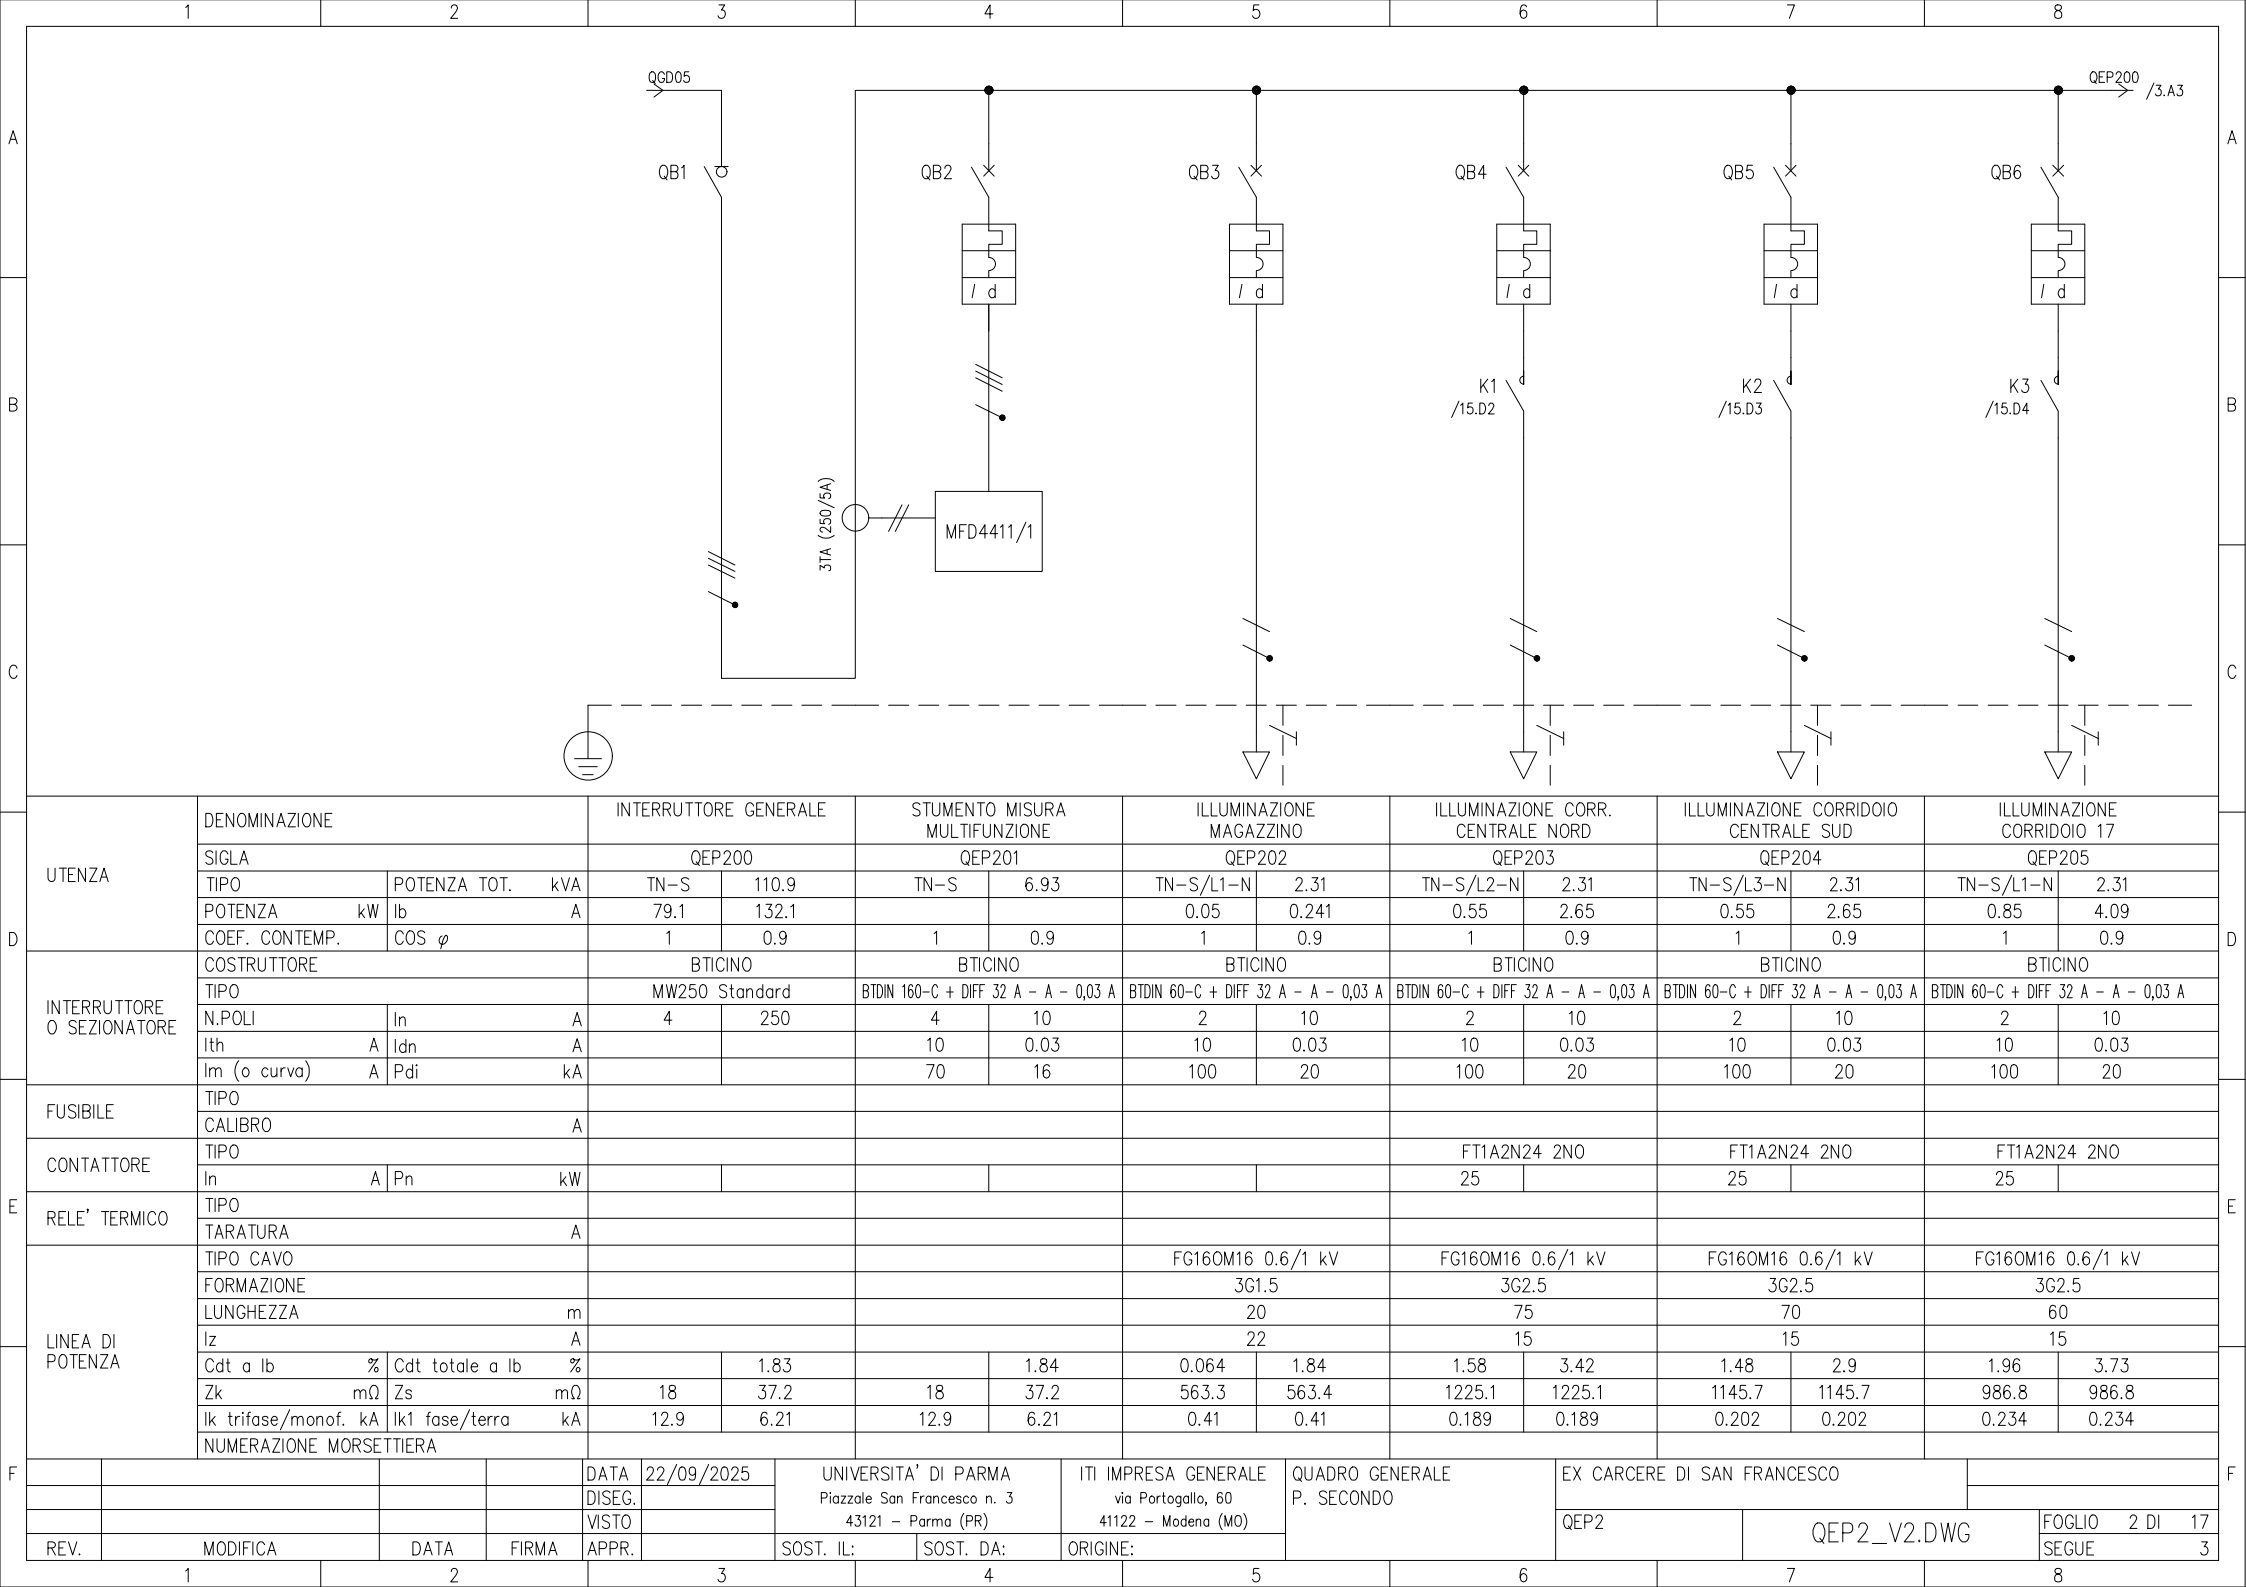 1 2 3 4 5 6 7 8
QGD05
QEP200
/3.A3
A A
QB1 QB2 QB3 QB4 QB5 QB6
I d I d I d I d I d
K1 K2 K3
/15.D2 /15.D3 /15.D4
B B
3TA (250/5A)
MFD4411/1
C C
UTENZA
DENOMINAZIONE INTERRUTTORE GENERALE STUMENTO MISURA MULTIFUNZIONE ILLUMINAZIONE MAGAZZINO ILLUMINAZIONE CORR. CENTRALE NORD ILLUMINAZIONE CORRIDOIO CENTRALE SUD ILLUMINAZIONE CORRIDOIO 17
SIGLA QEP200 QEP201 QEP202 QEP203 QEP204 QEP205
TIPO POTENZA TOT. kVA TN-S 110.9 TN-S 6.93 TN-S/L1-N 2.31 TN-S/L2-N 2.31 TN-S/L3-N 2.31 TN-S/L1-N 2.31
POTENZA kW Ib A 79.1 132.1 0.05 0.241 0.55 2.65 0.55 2.65 0.85 4.09
COEF. CONTEMP. COS φ 1 0.9 1 0.9 1 0.9 1 0.9 1 0.9 1 0.9
D D
INTERRUTTORE
O SEZIONATORE
COSTRUTTORE BTICINO BTICINO BTICINO BTICINO BTICINO BTICINO
TIPO MW250 Standard BTDIN 160-C + DIFF 32 A - A - 0,03 A BTDIN 60-C + DIFF 32 A - A - 0,03 A BTDIN 60-C + DIFF 32 A - A - 0,03 A BTDIN 60-C + DIFF 32 A - A - 0,03 A BTDIN 60-C + DIFF 32 A - A - 0,03 A
N.POLI In A 4 250 4 10 2 10 2 10 2 10 2 10
Ith A Idn A 10 0.03 10 0.03 10 0.03 10 0.03 10 0.03
Im (o curva) A Pdi kA 70 16 100 20 100 20 100 20 100 20
FUSIBILE
TIPO
CALIBRO A
CONTATTORE
TIPO FT1A2N24 2NO FT1A2N24 2NO FT1A2N24 2NO
In A Pn kW 25 25 25
E E
RELE' TERMICO
TIPO
TARATURA A
LINEA DI
POTENZA
TIPO CAVO FG16OM16 0.6/1 kV FG16OM16 0.6/1 kV FG16OM16 0.6/1 kV FG16OM16 0.6/1 kV
FORMAZIONE 3G1.5 3G2.5 3G2.5 3G2.5
LUNGHEZZA m 20 75 70 60
Iz A 22 15 15 15
Cdt a Ib % Cdt totale a Ib % 1.83 1.84 0.064 1.84 1.58 3.42 1.48 2.9 1.96 3.73
Zk mΩ Zs mΩ 18 37.2 18 37.2 563.3 563.4 1225.1 1225.1 1145.7 1145.7 986.8 986.8
Ik trifase/monof. kA Ik1 fase/terra kA 12.9 6.21 12.9 6.21 0.41 0.41 0.189 0.189 0.202 0.202 0.234 0.234
NUMERAZIONE MORSETTIERA
F F
DATA 22/09/2025
DISEG.
VISTO
REV. MODIFICA DATA FIRMA APPR.
UNIVERSITA' DI PARMA
Piazzale San Francesco n. 3
43121 - Parma (PR)
SOST. IL: SOST. DA:
ITI IMPRESA GENERALE
via Portogallo, 60
41122 - Modena (MO)
ORIGINE:
QUADRO GENERALE
P. SECONDO
EX CARCERE DI SAN FRANCESCO
QEP2
QEP2_V2.DWG
FOGLIO 2 DI 17
SEGUE 3
1 2 3 4 5 6 7 8